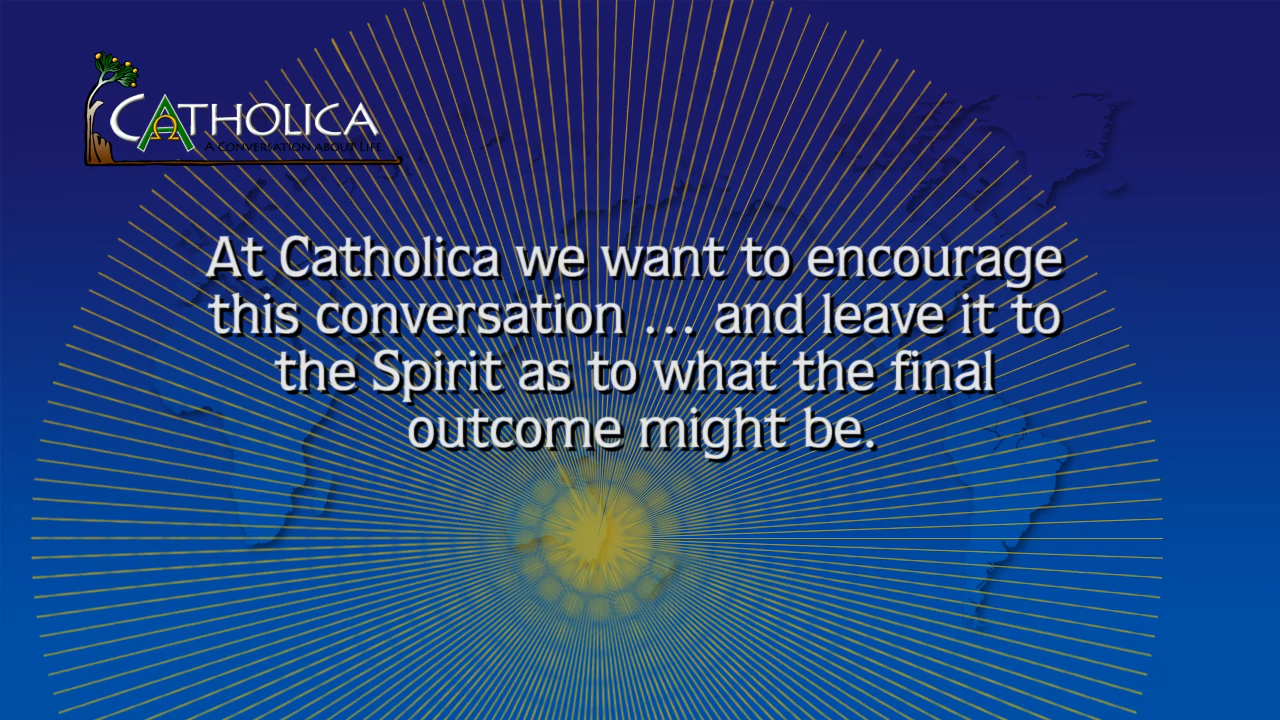 CATHOLICA
A CONVERSATION ABOUT LIFE
At Catholica we want to encourage
this conversation … and leave it to
the Spirit as to what the final
outcome might be.